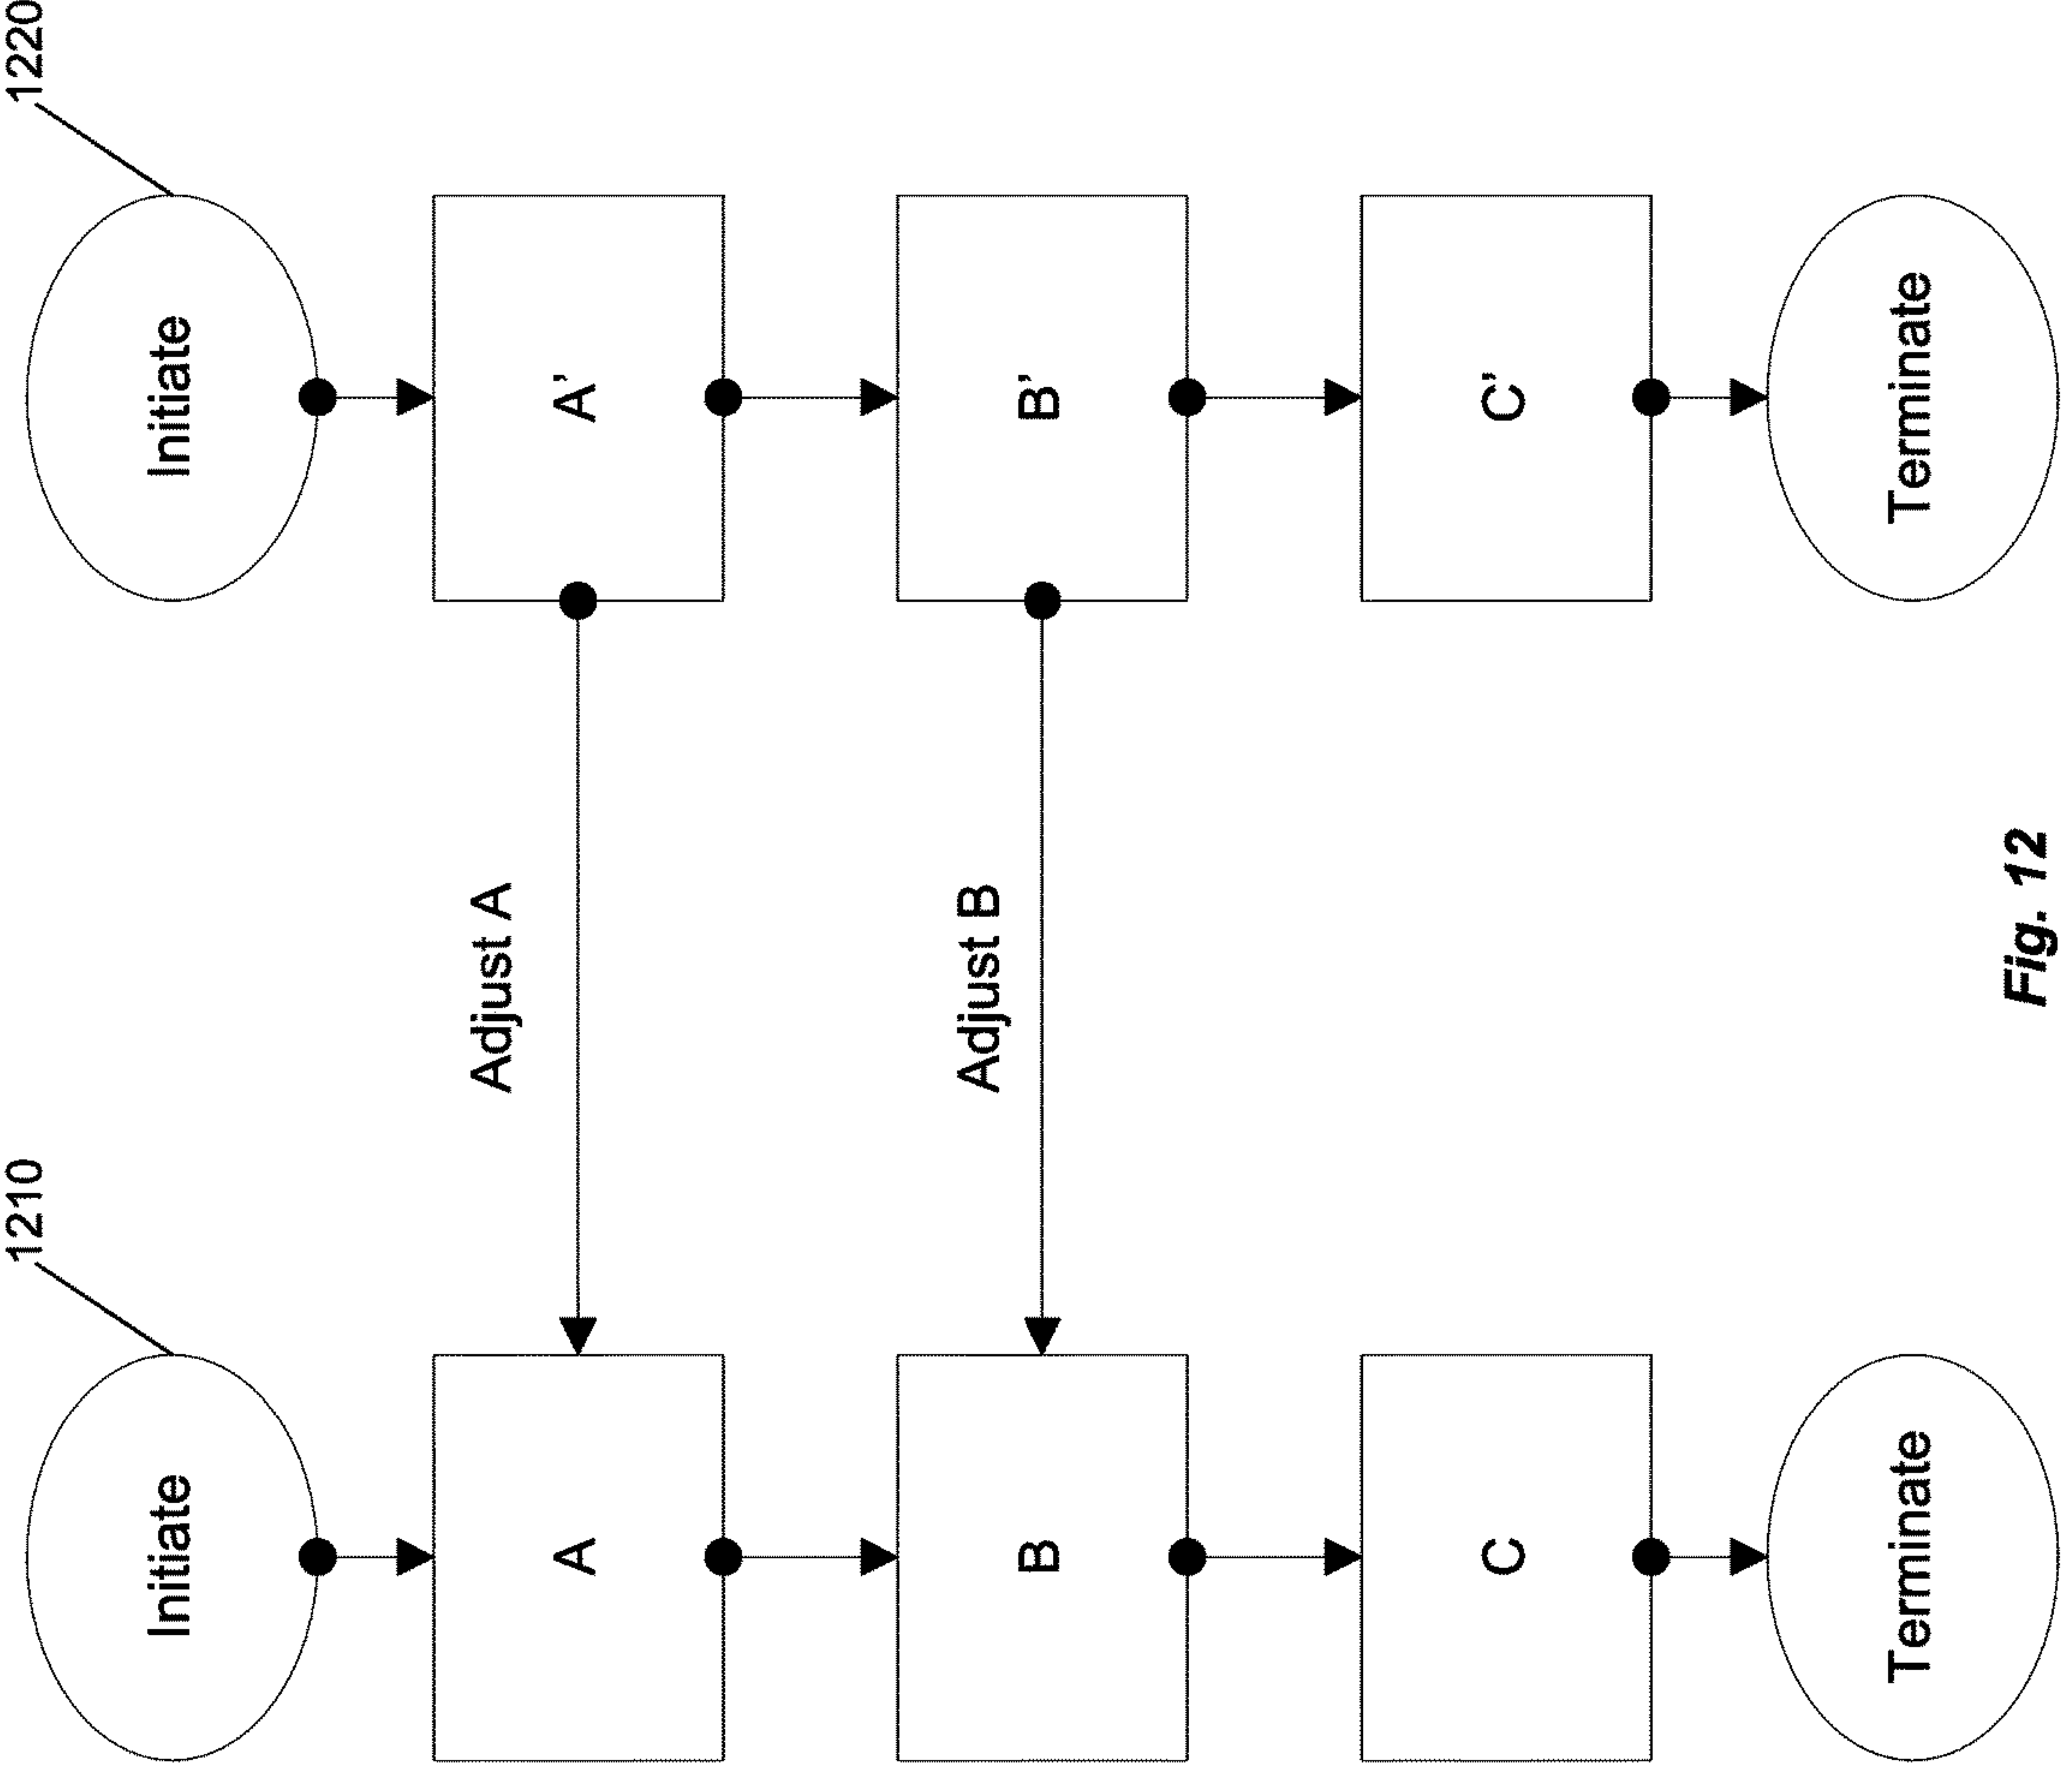 1210
1220
Initiate
Initiate
A
Adjust A
A'
B
Adjust B
B'
C
C'
Terminate
Terminate
Fig. 12